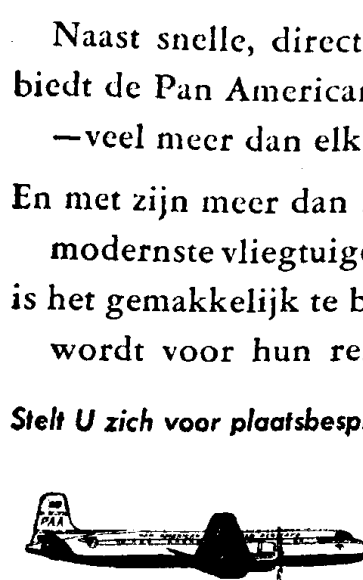 Naast snelle, direct
biedt de Pan American
—veel meer dan elk
En met zijn meer dan
modernste vliegtuige
is het gemakkelijk te b
wordt voor hun re
Stelt U zich voor plaatsbesp
PAA